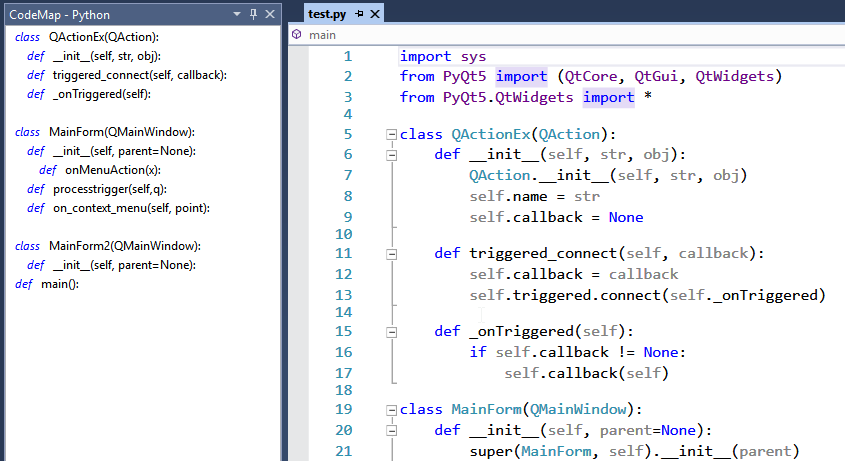 CodeMap - Python
class QActionEx(QAction):
def __init__(self, str, obj):
def triggered_connect(self, callback):
def _onTriggered(self):
class MainForm(QMainWindow):
def __init__(self, parent=None):
def onMenuAction(x):
def processtrigger(self,q):
def on_context_menu(self, point):
class MainForm2(QMainWindow):
def __init__(self, parent=None):
def main():
test.py
main
1 import sys
2 from PyQt5 import (QtCore, QtGui, QtWidgets)
3 from PyQt5.QtWidgets import *
4
5 class QActionEx(QAction):
6 def __init__(self, str, obj):
7 QAction.__init__(self, str, obj)
8 self.name = str
9 self.callback = None
10
11 def triggered_connect(self, callback):
12 self.callback = callback
13 self.triggered.connect(self._onTriggered)
14
15 def _onTriggered(self):
16 if self.callback != None:
17 self.callback(self)
18
19 class MainForm(QMainWindow):
20 def __init__(self, parent=None):
21 super(MainForm, self).__init__(parent)